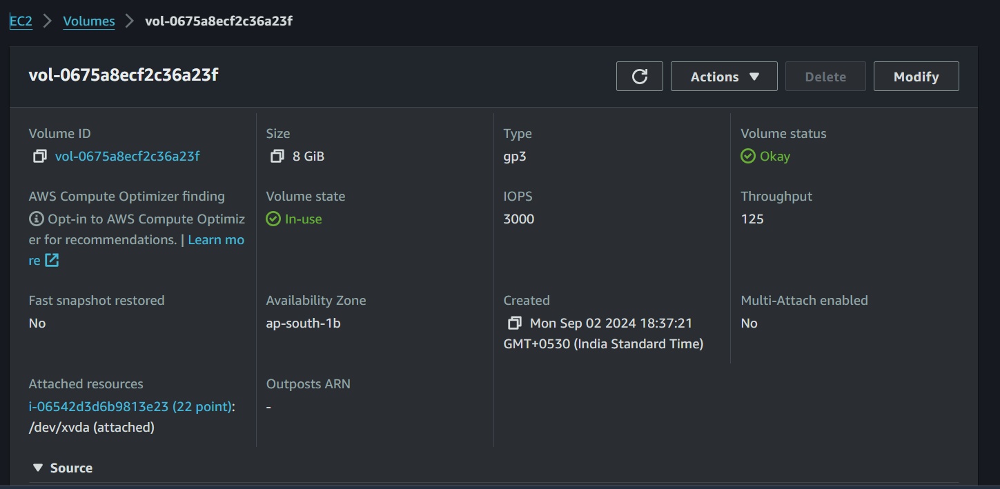 EC2 > Volumes > vol-0675a8ecf2c36a23f
vol-0675a8ecf2c36a23f
Actions ▼ Delete Modify
Volume ID
vol-0675a8ecf2c36a23f
Size
8 GiB
Type
gp3
Volume status
Okay
AWS Compute Optimizer finding
Opt-in to AWS Compute Optimiz
er for recommendations. | Learn mo
re
Volume state
In-use
IOPS
3000
Throughput
125
Fast snapshot restored
No
Availability Zone
ap-south-1b
Created
Mon Sep 02 2024 18:37:21
GMT+0530 (India Standard Time)
Multi-Attach enabled
No
Attached resources
i-06542d3d6b9813e23 (22 point):
/dev/xvda (attached)
Outposts ARN
-
▼ Source